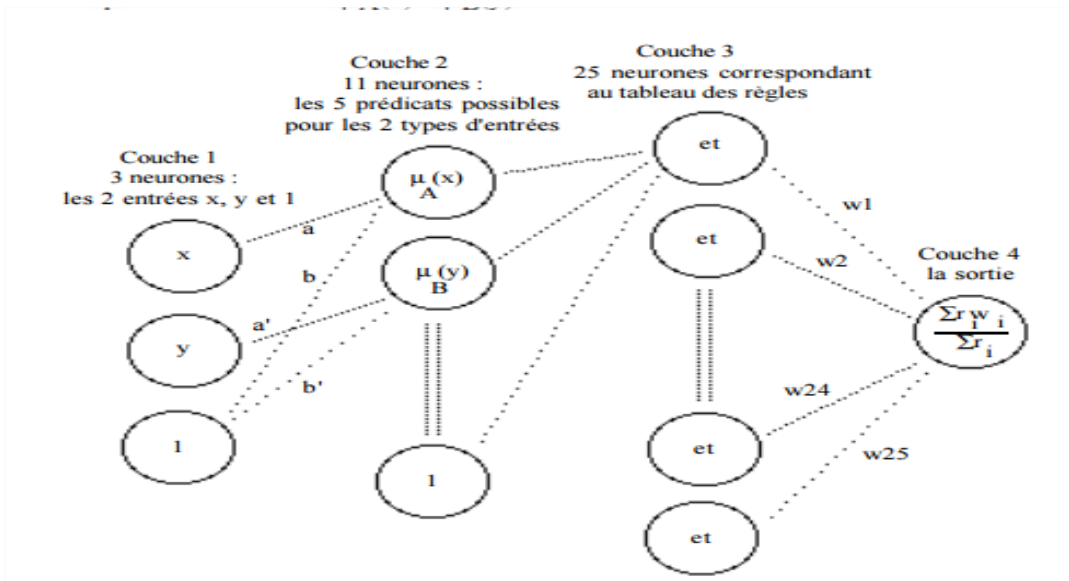 Couche 1
3 neurones :
les 2 entrées x, y et 1
x
y
1
a
b
a'
b'
Couche 2
11 neurones :
les 5 prédicats possibles
pour les 2 types d'entrées
μ (x)
A
μ (y)
B
1
Couche 3
25 neurones correspondant
au tableau des règles
et
et
et
et
w1
w2
w24
w25
Couche 4
la sortie
Σr w
i i
Σr i